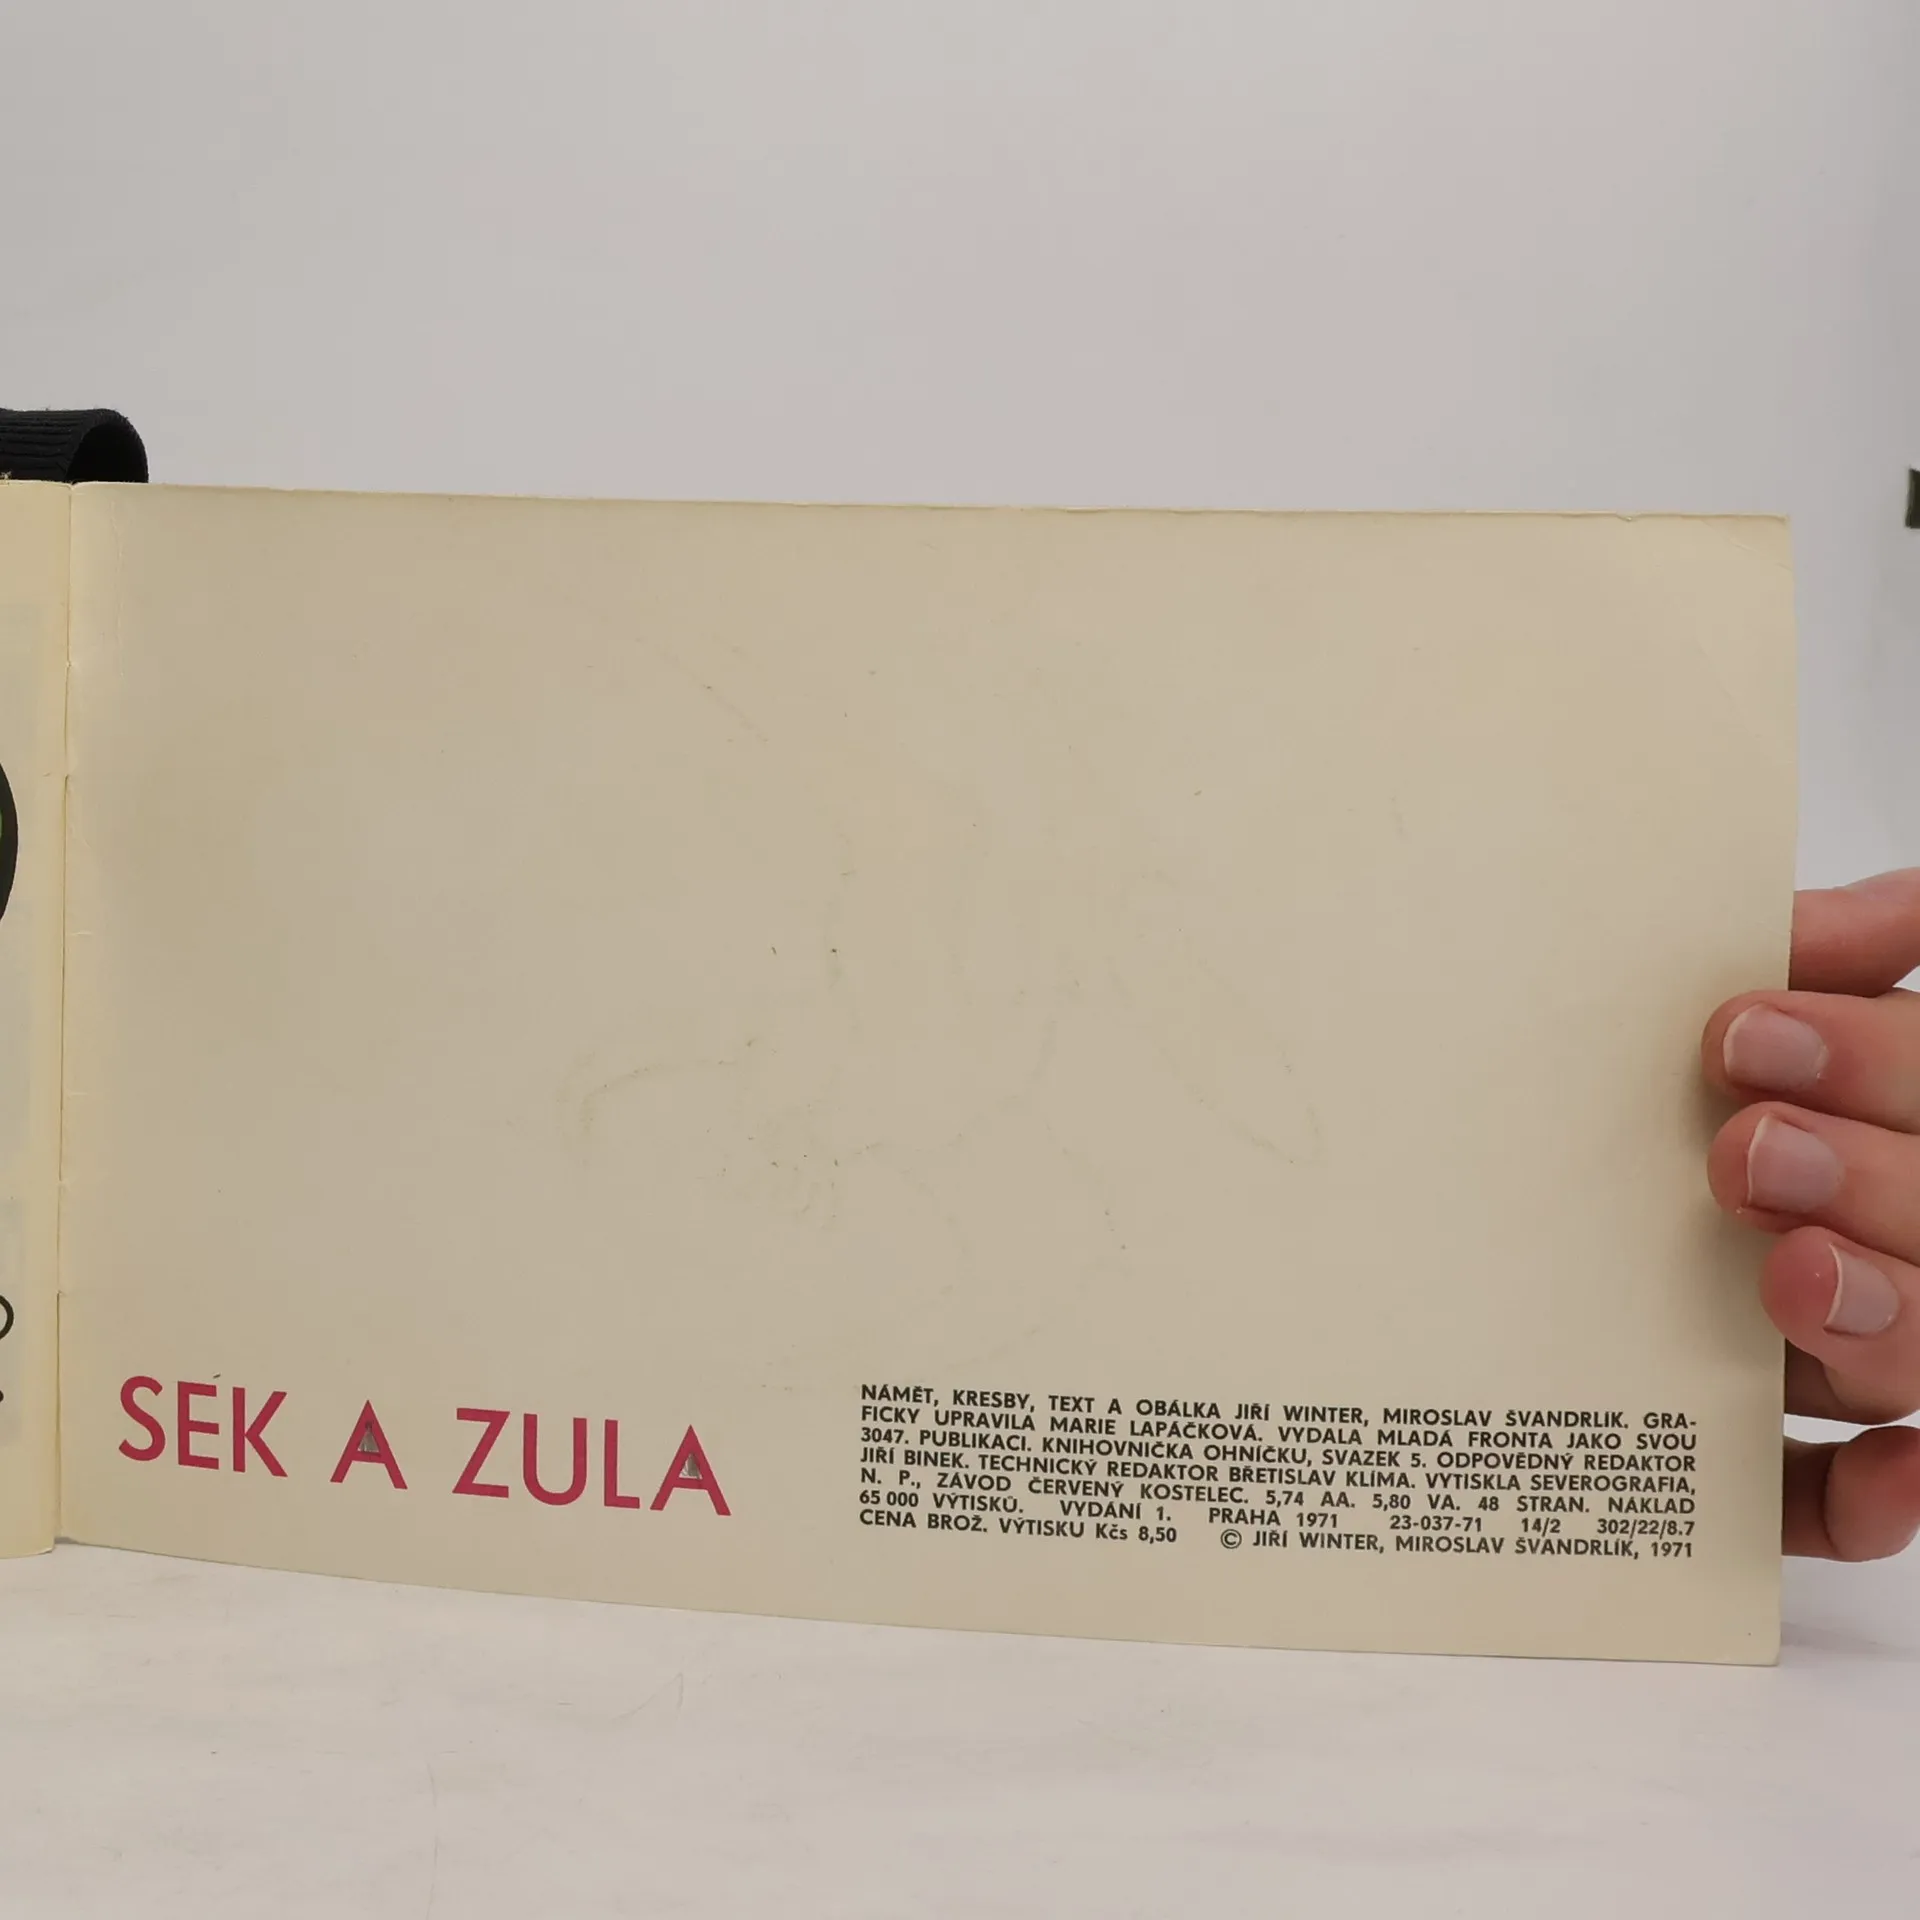 SEK A ZULA
NÁMĚT, KRESBY, TEXT A OBÁLKA JIŘÍ WINTER, MIROSLAV ŠVANDRLÍK. GRA-
FICKY UPRAVILA MARIE LAPÁČKOVÁ. VYDALA MLADÁ FRONTA JAKO SVOU
3047. PUBLIKACI. KNIHOVNIČKA OHNÍČKU, SVAZEK 5. ODPOVĚDNÝ REDAKTOR
JIŘÍ BINEK. TECHNICKÝ REDAKTOR BŘETISLAV KLÍMA. VYTISKLA SEVEROGRAFIA,
N. P., ZÁVOD ČERVENÝ KOSTELEC. 5,74 AA. 5,80 VA. 48 STRAN. NÁKLAD
65 000 VÝTISKŮ. VYDÁNÍ 1. PRAHA 1971 23-037-71 14/2 302/22/8.7
CENA BROŽ. VÝTISKU Kčs 8,50 © JIŘÍ WINTER, MIROSLAV ŠVANDRLÍK, 1971